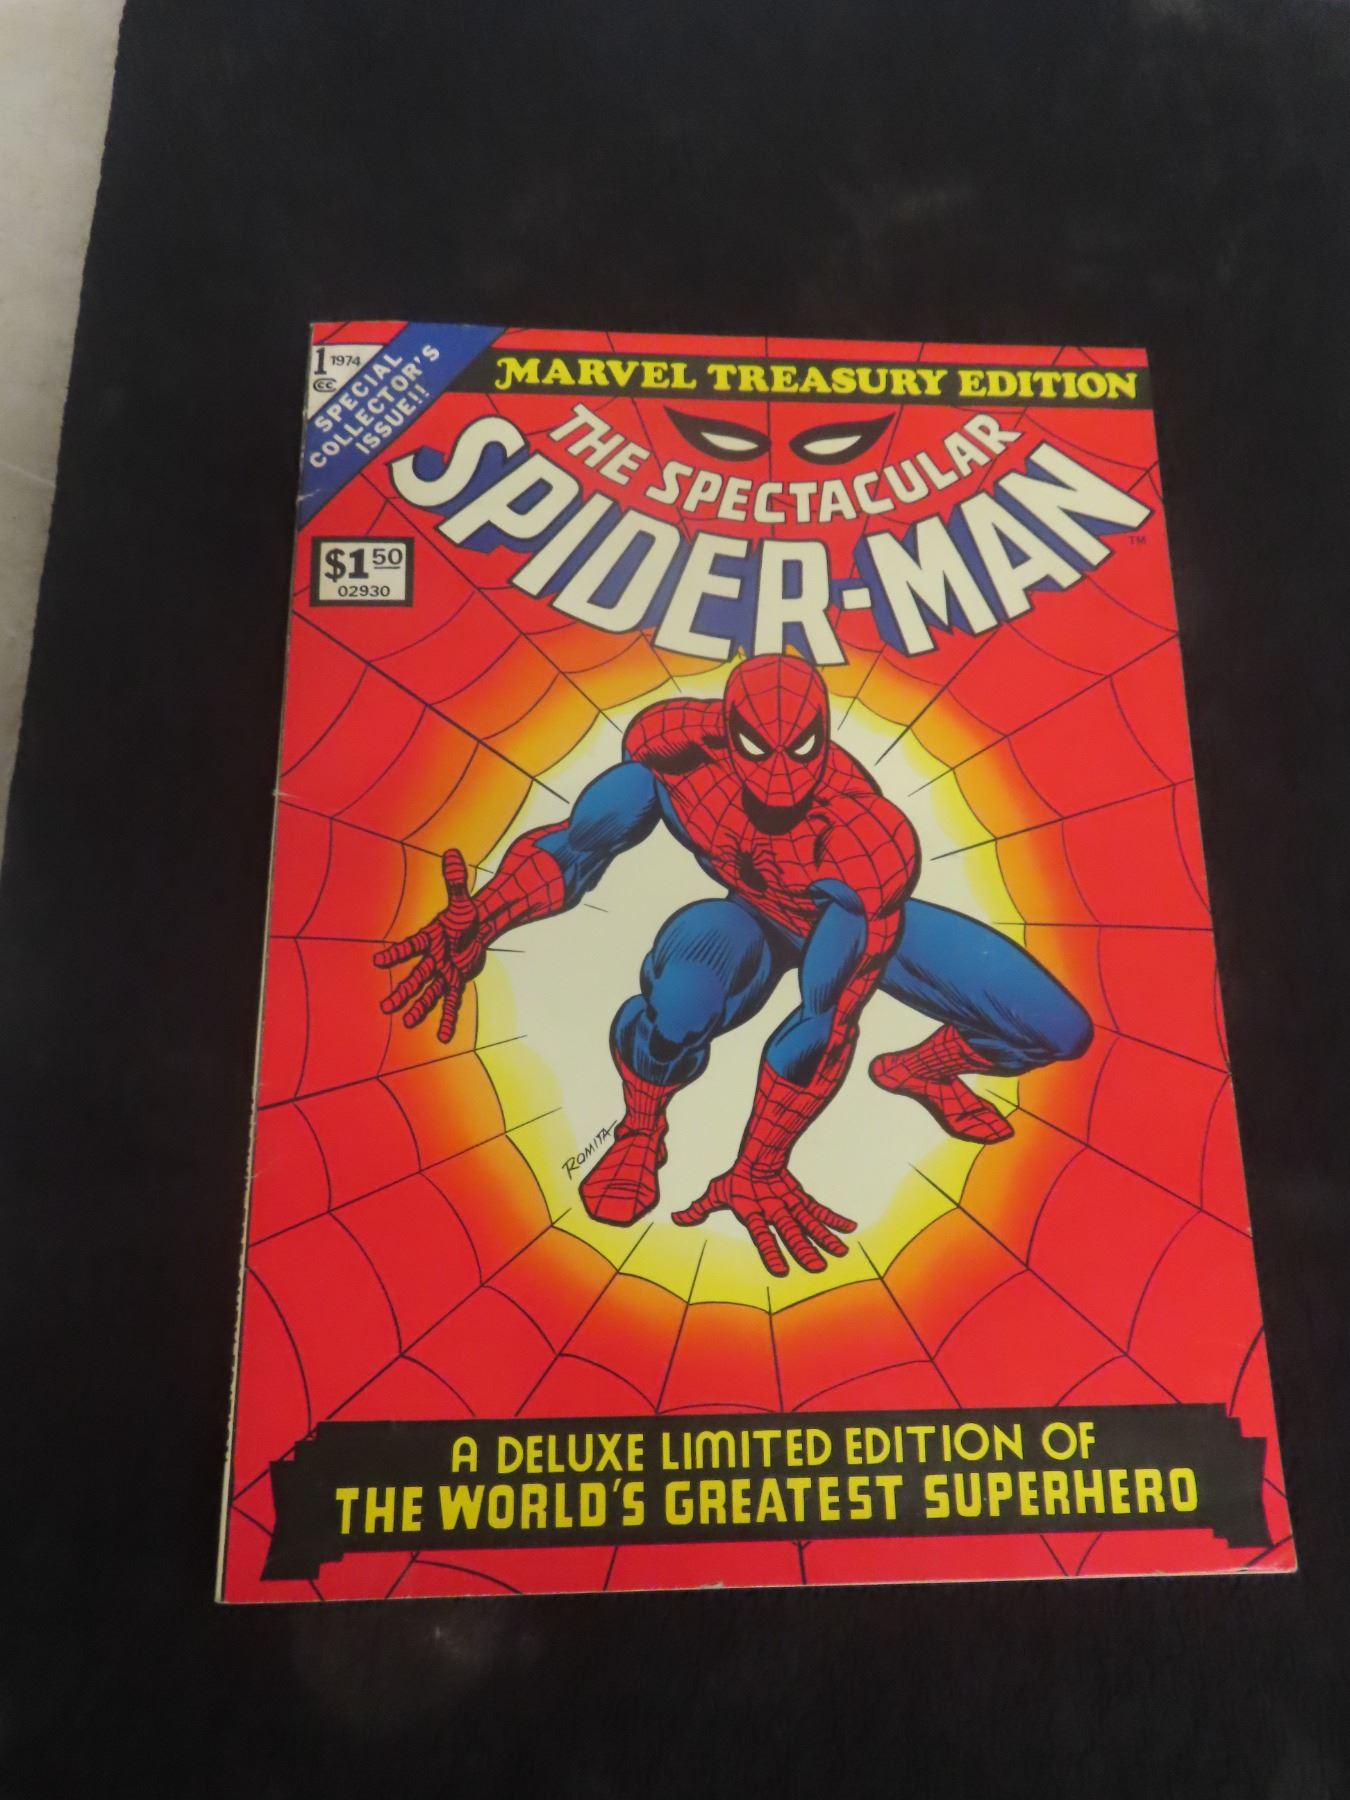 1 1974
CC
SPECIAL
COLLECTOR'S
ISSUE!!
MARVEL TREASURY EDITION
THE SPECTACULAR
SPIDER-MAN
TM
$1 50
02930
ROMITA
A DELUXE LIMITED EDITION OF
THE WORLD'S GREATEST SUPERHERO